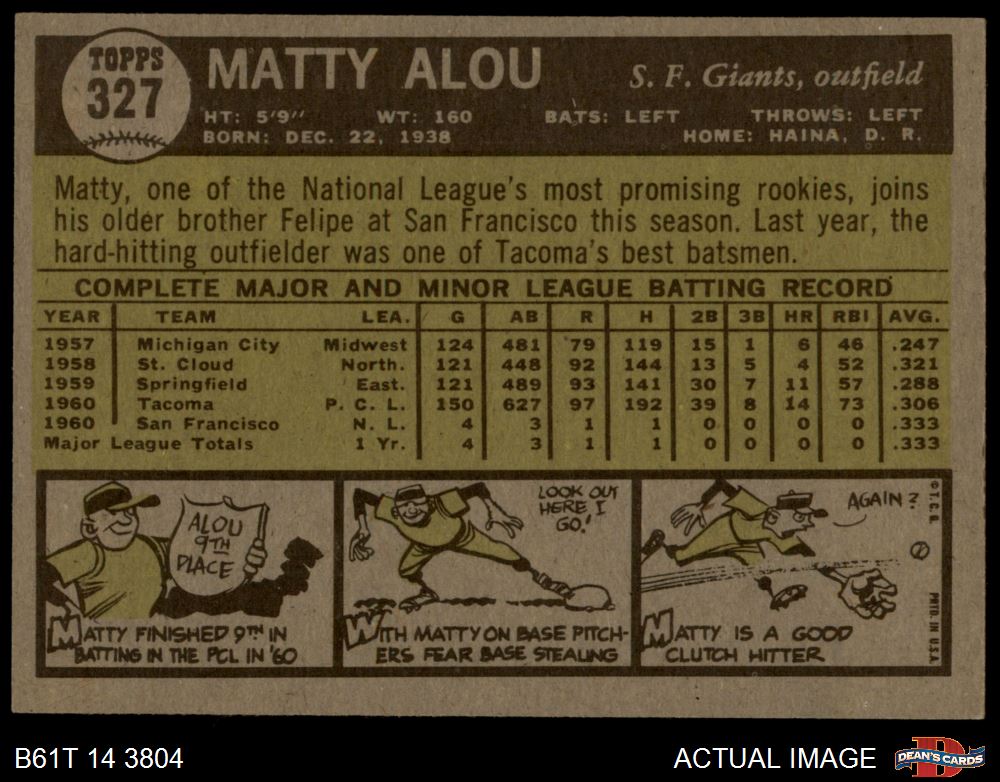 TOPPS
327
MATTY ALOU
S. F. Giants, outfield
HT: 5'9" WT: 160 BATS: LEFT THROWS: LEFT
BORN: DEC. 22, 1938 HOME: HAINA, D. R.
Matty, one of the National League's most promising rookies, joins
his older brother Felipe at San Francisco this season. Last year, the
hard-hitting outfielder was one of Tacoma's best batsmen.
COMPLETE MAJOR AND MINOR LEAGUE BATTING RECORD
YEAR TEAM LEA. G AB R H 2B 3B HR RBI AVG.
1957 Michigan City Midwest 124 481 79 119 15 1 6 46 .247
1958 St. Cloud North. 121 448 92 144 13 5 4 52 .321
1959 Springfield East. 121 489 93 141 30 7 11 57 .288
1960 Tacoma P. C. L. 150 627 97 192 39 8 14 73 .306
1960 San Francisco N. L. 4 3 1 1 0 0 0 0 .333
Major League Totals 1 Yr. 4 3 1 1 0 0 0 0 .333
ALOU
9TH
PLACE
MATTY FINISHED 9TH IN
BATTING IN THE PCL IN '60
LOOK OUT
HERE I
GO!
WITH MATTY ON BASE PITCH-
ERS FEAR BASE STEALING
AGAIN?
MATTY IS A GOOD
CLUTCH HITTER
© T. C. G.
PRTD. IN U.S.A.
B61T 14 3804
ACTUAL IMAGE
DEAN'S CARDS